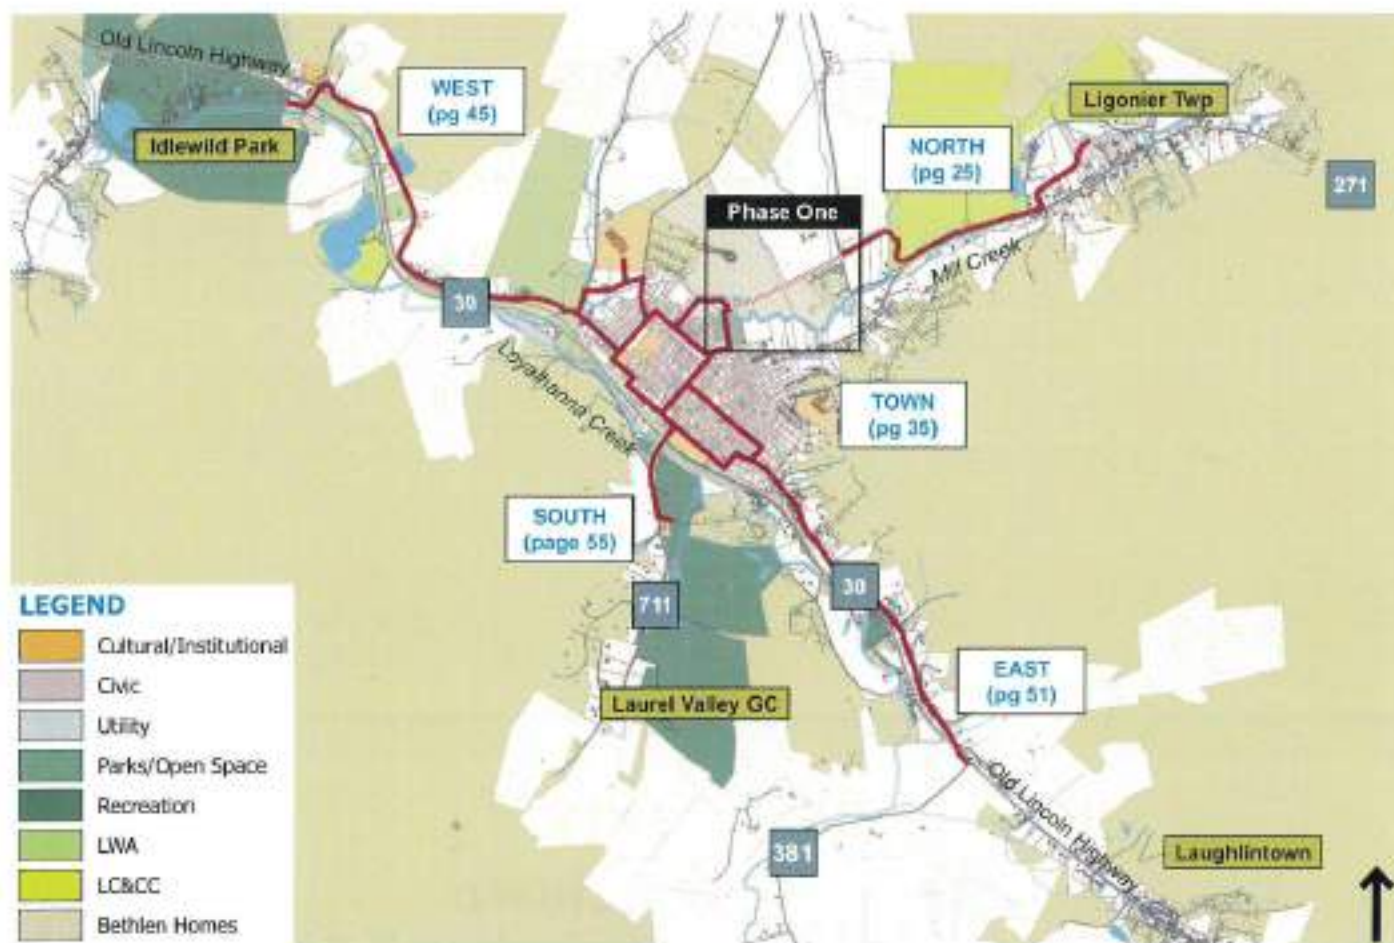 Old Lincoln Highway
WEST
(pg 45)
Idlewild Park
Ligonier Twp
NORTH
(pg 25)
271
Phase One
Mill Creek
30
Loyalhanna Creek
TOWN
(pg 35)
SOUTH
(page 55)
30
711
EAST
(pg 51)
Laurel Valley GC
Old Lincoln Highway
381
Laughlintown
LEGEND
Cultural/Institutional
Civic
Utility
Parks/Open Space
Recreation
LWA
LC&CC
Bethlen Homes